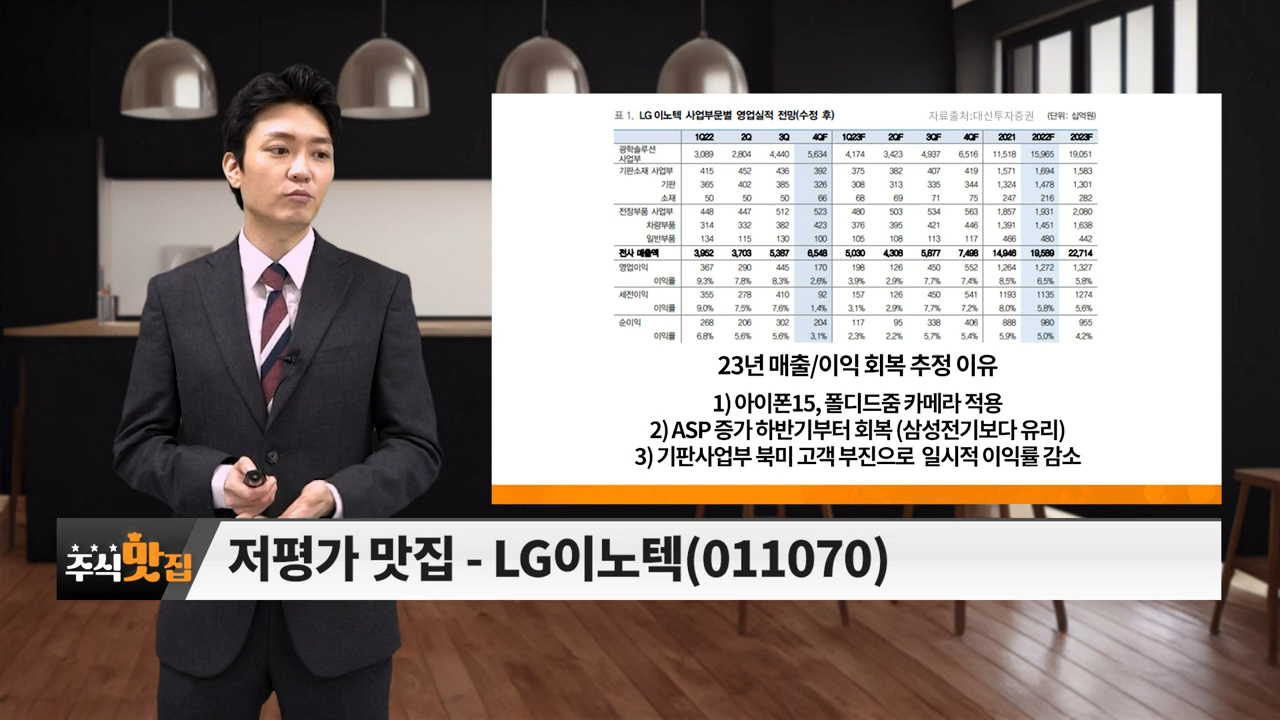 표 1. LG이노텍 사업부문별 영업실적 전망(수정 후) 자료출처:대신투자증권 (단위: 십억원)
1Q22 2Q 3Q 4QF 1Q23F 2QF 3QF 4QF 2021 2022F 2023F
광학솔루션 사업부 3,089 2,804 4,440 5,634 4,174 3,423 4,937 6,516 11,518 15,965 19,051
기판소재 사업부 415 452 436 392 375 382 407 419 1,571 1,694 1,583
기판 365 402 385 326 308 313 335 344 1,324 1,478 1,301
소재 50 50 50 66 68 69 71 75 247 216 282
전장부품 사업부 448 447 512 523 480 503 534 563 1,857 1,931 2,080
차량부품 314 332 382 423 376 395 421 446 1,391 1,451 1,638
일반부품 134 115 130 100 105 108 113 117 466 480 442
전사 매출액 3,952 3,703 5,387 6,548 5,030 4,308 5,877 7,498 14,946 19,589 22,714
영업이익 367 290 445 170 198 126 450 552 1,264 1,272 1,327
이익률 9.3% 7.8% 8.3% 2.6% 3.9% 2.9% 7.7% 7.4% 8.5% 6.5% 5.8%
세전이익 355 278 410 92 157 126 450 541 1193 1135 1274
이익률 9.0% 7.5% 7.6% 1.4% 3.1% 2.9% 7.7% 7.2% 8.0% 5.8% 5.6%
순이익 268 206 302 204 117 95 338 406 888 980 955
이익률 6.8% 5.6% 5.6% 3.1% 2.3% 2.2% 5.7% 5.4% 5.9% 5.0% 4.2%
23년 매출/이익 회복 추정 이유
1) 아이폰15, 폴디드줌 카메라 적용
2) ASP 증가 하반기부터 회복 (삼성전기보다 유리)
3) 기판사업부 북미 고객 부진으로 일시적 이익률 감소
주식맛집
저평가 맛집 - LG이노텍(011070)